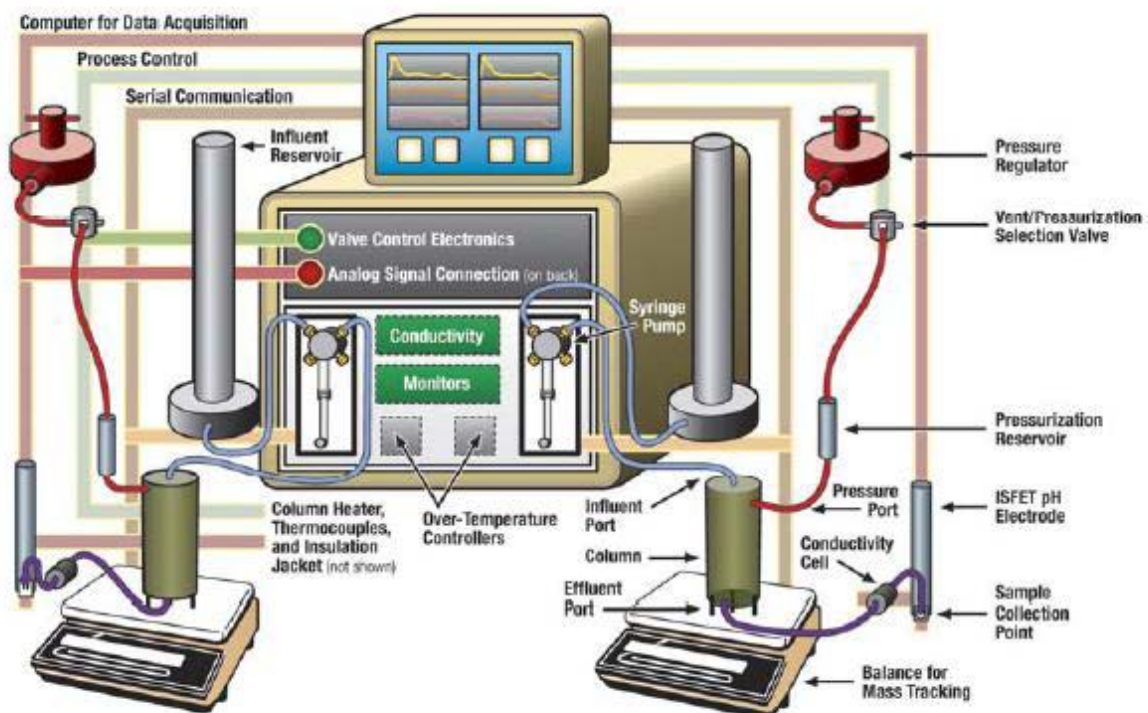 Computer for Data Acquisition
Process Control
Serial Communication
Influent
Reservoir
Pressure
Regulator
Vent/Pressurization
Selection Valve
Valve Control Electronics
Analog Signal Connection (on back)
Syringe
Pump
Conductivity
Monitors
Pressurization
Reservoir
Column Heater,
Thermocouples,
and Insulation
Jacket (not shown)
Over-Temperature
Controllers
Influent
Port
Pressure
Port
ISFET pH
Electrode
Column
Conductivity
Cell
Effluent
Port
Sample
Collection
Point
Balance for
Mass Tracking